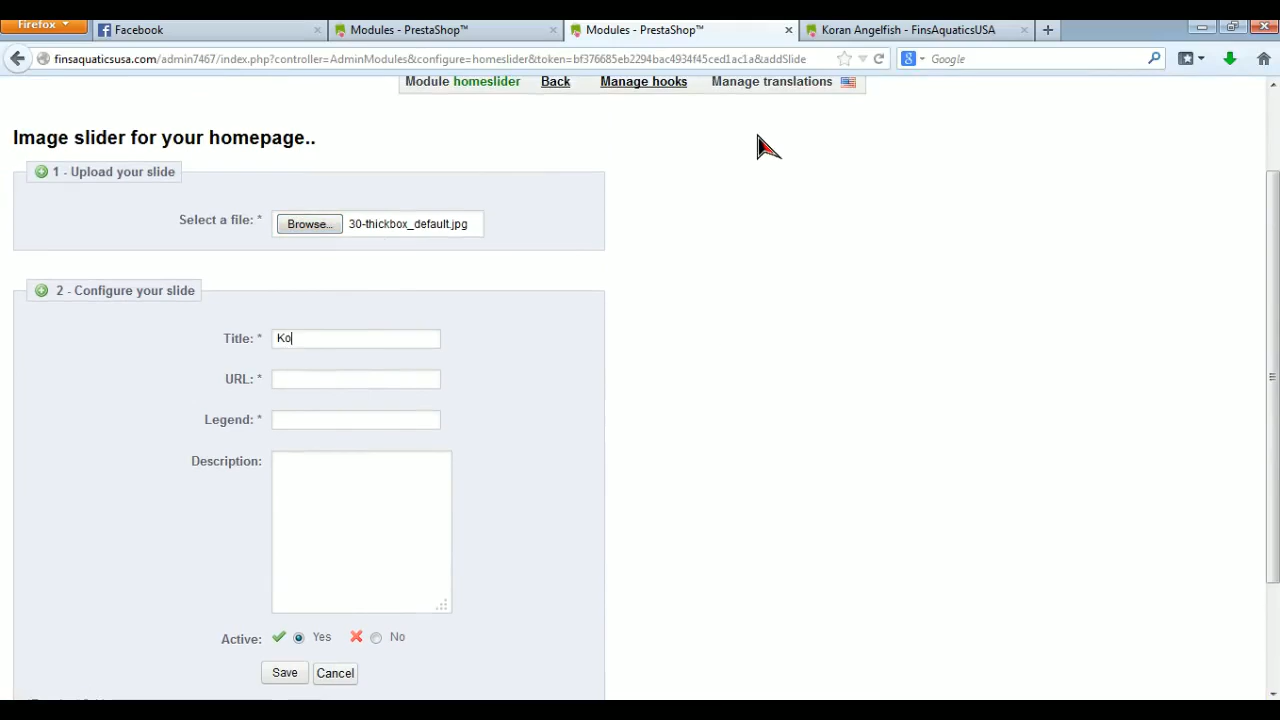 Firefox
Facebook
Modules - PrestaShop™
Modules - PrestaShop™
Koran Angelfish - FinsAquaticsUSA
finsaquaticsusa.com/admin7467/index.php?controller=AdminModules&configure=homeslider&token=bf376685eb2294bac4934f45ced1ac1a&addSlide
Google
Module homeslider Back Manage hooks Manage translations
Image slider for your homepage..
1 - Upload your slide
Select a file: * Browse... 30-thickbox_default.jpg
2 - Configure your slide
Title: * Ko
URL: *
Legend: *
Description:
Active: Yes No
Save Cancel